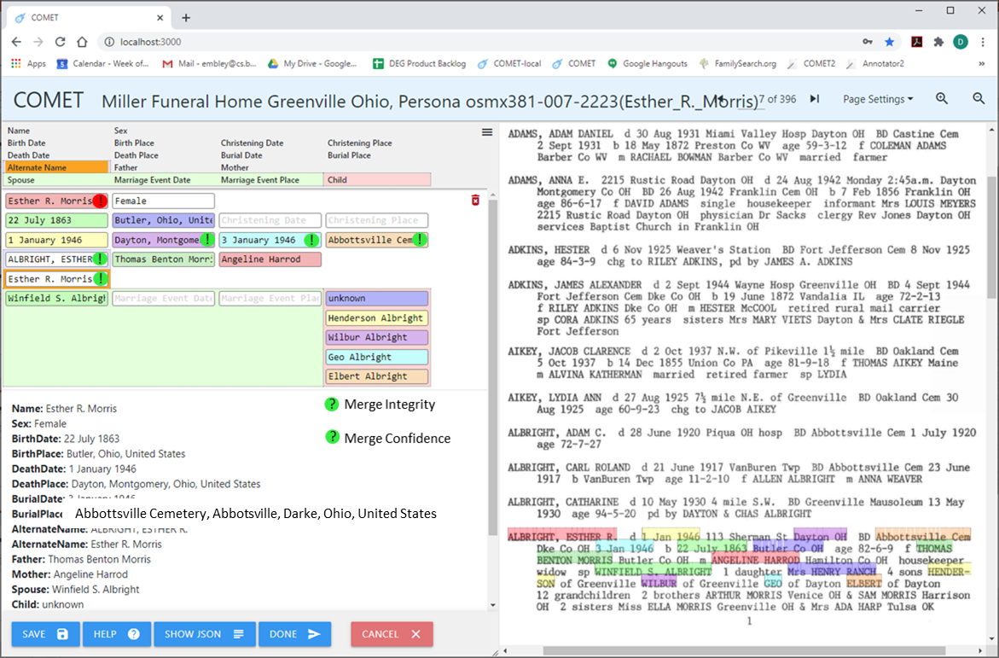 COMET
localhost:3000
Apps Calendar - Week of... Mail - embley@cs.b... My Drive - Google... DEG Product Backlog COMET-local COMET Google Hangouts FamilySearch.org COMET2 Annotator2 »
COMET Miller Funeral Home Greenville Ohio, Persona osmx381-007-2223(Esther_R._Morris) 7 of 396 Page Settings
Name Sex
Birth Date Birth Place Christening Date Christening Place
Death Date Death Place Burial Date Burial Place
Alternate Name Father Mother
Spouse Marriage Event Date Marriage Event Place Child
Esther R. Morris ! Female
22 July 1863 Butler, Ohio, Unite Christening Date Christening Place
1 January 1946 Dayton, Montgome ! 3 January 1946 ! Abbottsville Cem !
ALBRIGHT, ESTHER ! Thomas Benton Morri Angeline Harrod
Esther R. Morris !
Winfield S. Albrigh Marriage Event Date Marriage Event Plac unknown
Henderson Albright
Wilbur Albright
Geo Albright
Elbert Albright
Name: Esther R. Morris
Sex: Female
BirthDate: 22 July 1863
BirthPlace: Butler, Ohio, United States
DeathDate: 1 January 1946
DeathPlace: Dayton, Montgomery, Ohio, United States
BurialDate: 3 January 1946
BurialPlace Abbottsville Cemetery, Abbotsville, Darke, Ohio, United States
AlternateName: ALBRIGHT, ESTHER R.
AlternateName: Esther R. Morris
Father: Thomas Benton Morris
Mother: Angeline Harrod
Spouse: Winfield S. Albright
Child: unknown
? Merge Integrity
? Merge Confidence
SAVE HELP ? SHOW JSON DONE CANCEL
ADAMS, ADAM DANIEL d 30 Aug 1931 Miami Valley Hosp Dayton OH BD Castine Cem
2 Sept 1931 b 18 May 1872 Preston Co WV age 59-3-12 f COLEMAN ADAMS
Barber Co WV m RACHAEL BOWMAN Barber Co WV married farmer
ADAMS, ANNA E. 2215 Rustic Road Dayton OH d 24 Aug 1942 Monday 2:45a.m. Dayton
Montgomery Co OH BD 26 Aug 1942 Franklin Cem OH b 7 Feb 1856 Franklin OH
age 86-6-17 f DAVID ADAMS single housekeeper informant Mrs LOUIS MEYERS
2215 Rustic Road Dayton OH physician Dr Sacks clergy Rev Jones Dayton OH
services Baptist Church in Franklin OH
ADKINS, HESTER d 6 Nov 1925 Weaver's Station BD Fort Jefferson Cem 8 Nov 1925
age 84-3-9 chg to RILEY ADKINS, pd by JAMES A. ADKINS
ADKINS, JAMES ALEXANDER d 2 Sept 1944 Wayne Hosp Greenville OH BD 4 Sept 1944
Fort Jefferson Cem Dke Co OH b 19 June 1872 Vandalia IL age 72-2-13
f RILEY ADKINS Dke Co OH m HESTER McCOOL retired rural mail carrier
sp CORA ADKINS 65 years sisters Mrs MARY VIETS Dayton & Mrs CLATE RIEGLE
Fort Jefferson
AIKEY, JACOB CLARENCE d 2 Oct 1937 N.W. of Pikeville 1½ mile BD Oakland Cem
5 Oct 1937 b 14 Dec 1855 Union Co PA age 81-9-18 f THOMAS AIKEY Maine
m ALVINA KATHERMAN married retired farmer sp LYDIA
AIKEY, LYDIA ANN d 27 Aug 1925 7½ mile N.E. of Greenville BD Oakland Cem 30
Aug 1925 age 60-9-23 chg to JACOB AIKEY
ALBRIGHT, ADAM C. d 28 June 1920 Piqua OH hosp BD Abbottsville Cem 1 July 1920
age 72-7-27
ALBRIGHT, CARL ROLAND d 21 June 1917 VanBuren Twp BD Abbottsville Cem 23 June
1917 b VanBuren Twp age 11-2-10 f ALLEN ALBRIGHT m ANNA WEAVER
ALBRIGHT, CATHARINE d 10 May 1930 4 mile S.W. BD Greenville Mausoleum 13 May
1930 age 94-5-20 pd by DAYTON & CHAS ALBRIGHT
ALBRIGHT, ESTHER R. d 1 Jan 1946 113 Sherman St Dayton OH BD Abbottsville Cem
Dke Co OH 3 Jan 1946 b 22 July 1863 Butler Co OH age 82-6-9 f THOMAS
BENTON MORRIS Butler Co OH m ANGELINE HARROD Hamilton Co OH housekeeper
widow sp WINFIELD S. ALBRIGHT 1 daughter Mrs HENRY RANCH 4 sons HENDER-
SON of Greenville WILBUR of Greenville GEO of Dayton ELBERT of Dayton
12 grandchildren 2 brothers ARTHUR MORRIS Venice OH & SAM MORRIS Harrison
OH 2 sisters Miss ELLA MORRIS Greenville OH & Mrs ADA HARP Tulsa OK
1